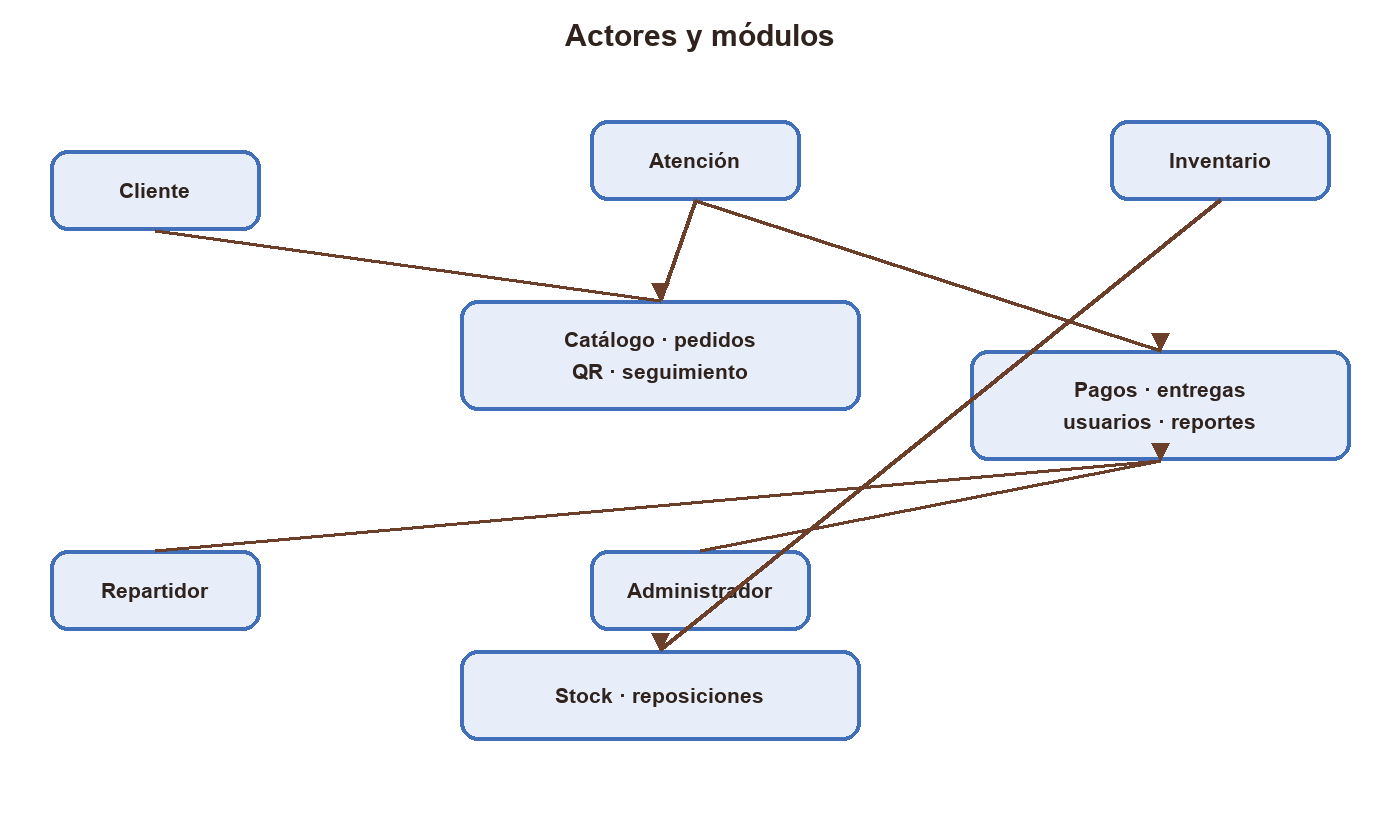 Actores y módulos
Cliente
Atención
Inventario
Catálogo · pedidos
QR · seguimiento
Pagos · entregas
usuarios · reportes
Repartidor
Administrador
Stock · reposiciones